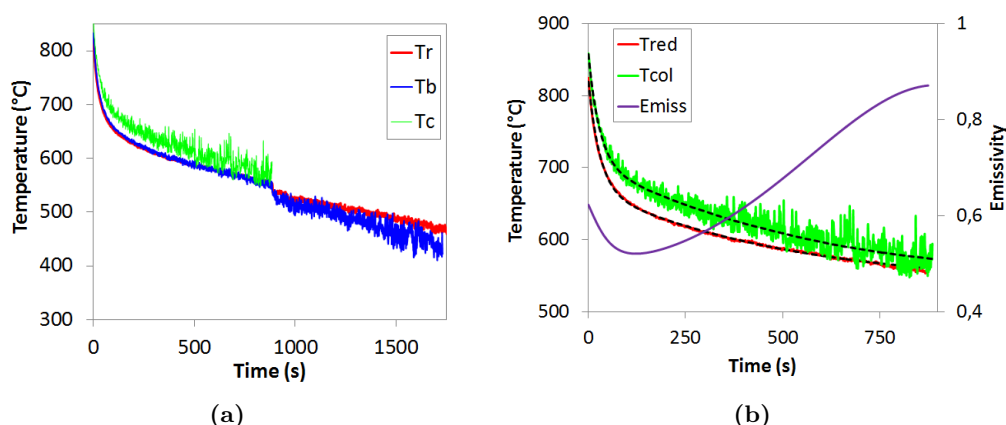 800
700
600
500
400
300
0
500
1000
1500
Temperature (°C)
Time (s)
Tr
Tb
Tc
(a)
900
800
700
600
500
0
250
500
750
1
0,8
0,6
0,4
Temperature (°C)
Emissivity
Time (s)
Tred
Tcol
Emiss
(b)